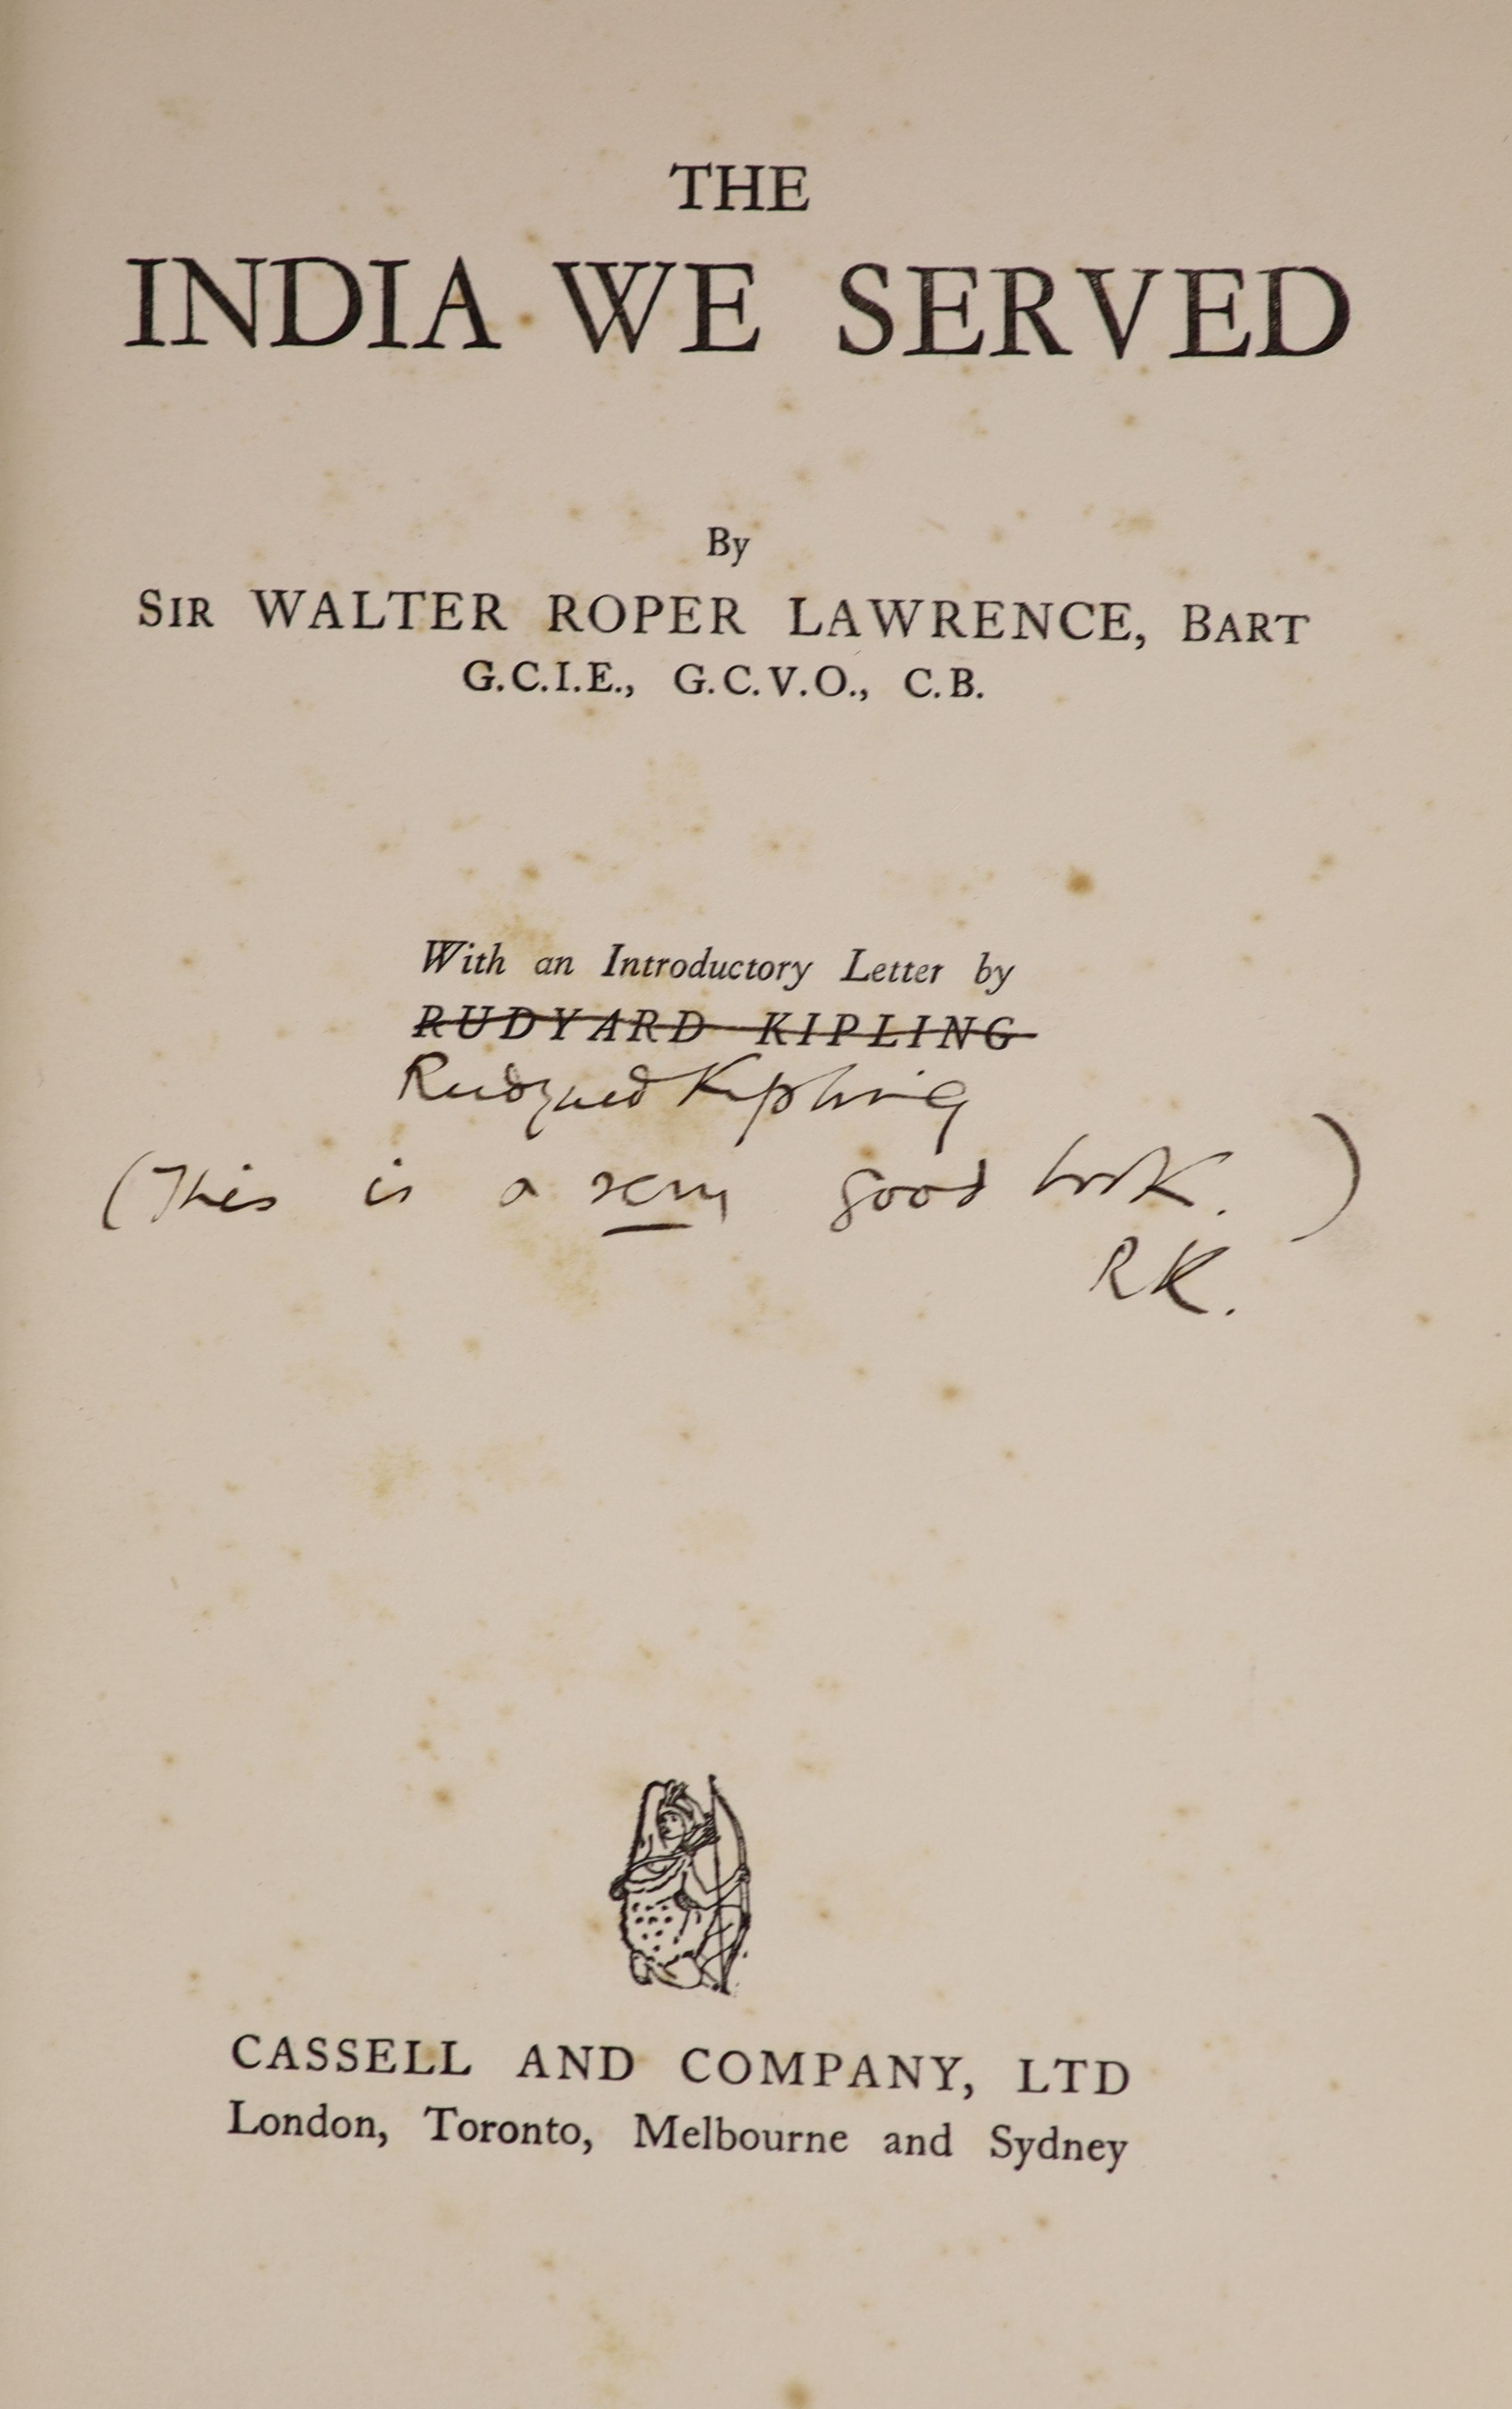 THE
INDIA WE SERVED
By
SIR WALTER ROPER LAWRENCE, BART
G.C.I.E., G.C.V.O., C.B.
With an Introductory Letter by
RUDYARD KIPLING
Rudyard Kipling
(This is a very good book.)
RK.
CASSELL AND COMPANY, LTD
London, Toronto, Melbourne and Sydney